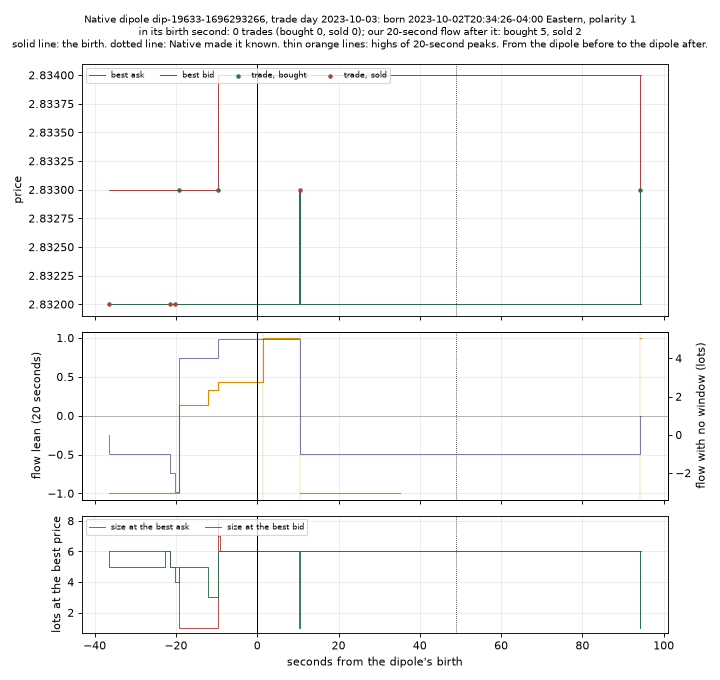 Native dipole dip-19633-1696293266, trade day 2023-10-03: born 2023-10-02T20:34:26-04:00 Eastern, polarity 1
in its birth second: 0 trades (bought 0, sold 0); our 20-second flow after it: bought 5, sold 2
solid line: the birth. dotted line: Native made it known. thin orange lines: highs of 20-second peaks. From the dipole before to the dipole after.
best ask best bid trade, bought trade, sold
2.83400
2.83375
2.83350
2.83325
2.83300
2.83275
2.83250
2.83225
2.83200
price
1.0
0.5
0.0
−0.5
−1.0
flow lean (20 seconds)
4
2
0
−2
flow with no window (lots)
size at the best ask size at the best bid
8
6
4
2
lots at the best price
−40 −20 0 20 40 60 80 100
seconds from the dipole's birth